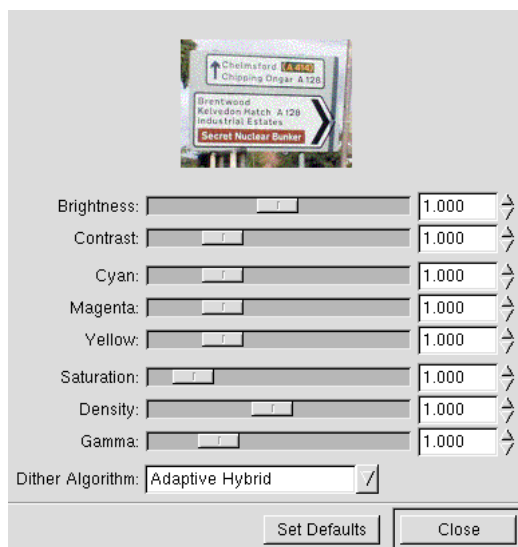 Chelmsford (A 414)
Chipping Ongar A 128
Brentwood
Kelvedon Hatch A 128
Industrial Estates
Secret Nuclear Bunker
Brightness: 1.000
Contrast: 1.000
Cyan: 1.000
Magenta: 1.000
Yellow: 1.000
Saturation: 1.000
Density: 1.000
Gamma: 1.000
Dither Algorithm: Adaptive Hybrid
Set Defaults Close